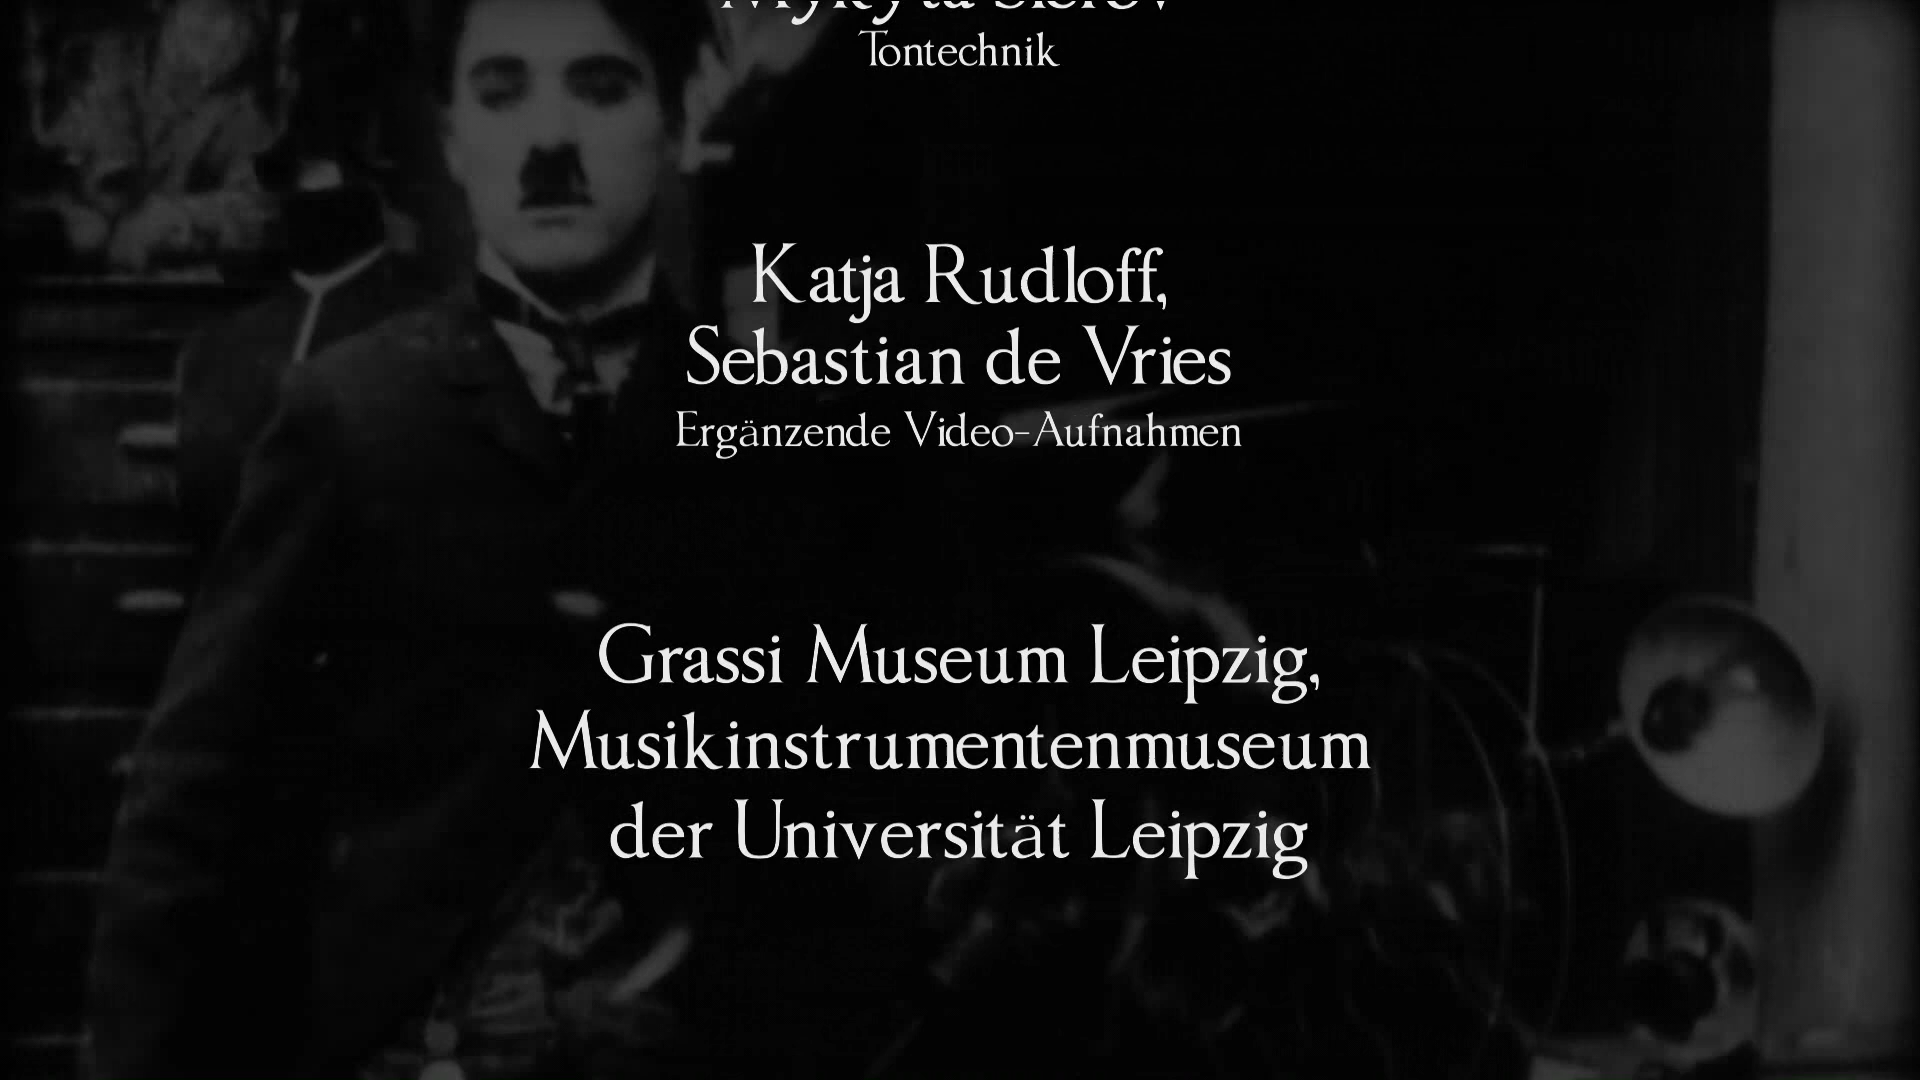 Tontechnik
Katja Rudloff,
Sebastian de Vries
Ergänzende Video-Aufnahmen
Grassi Museum Leipzig,
Musikinstrumentenmuseum
der Universität Leipzig